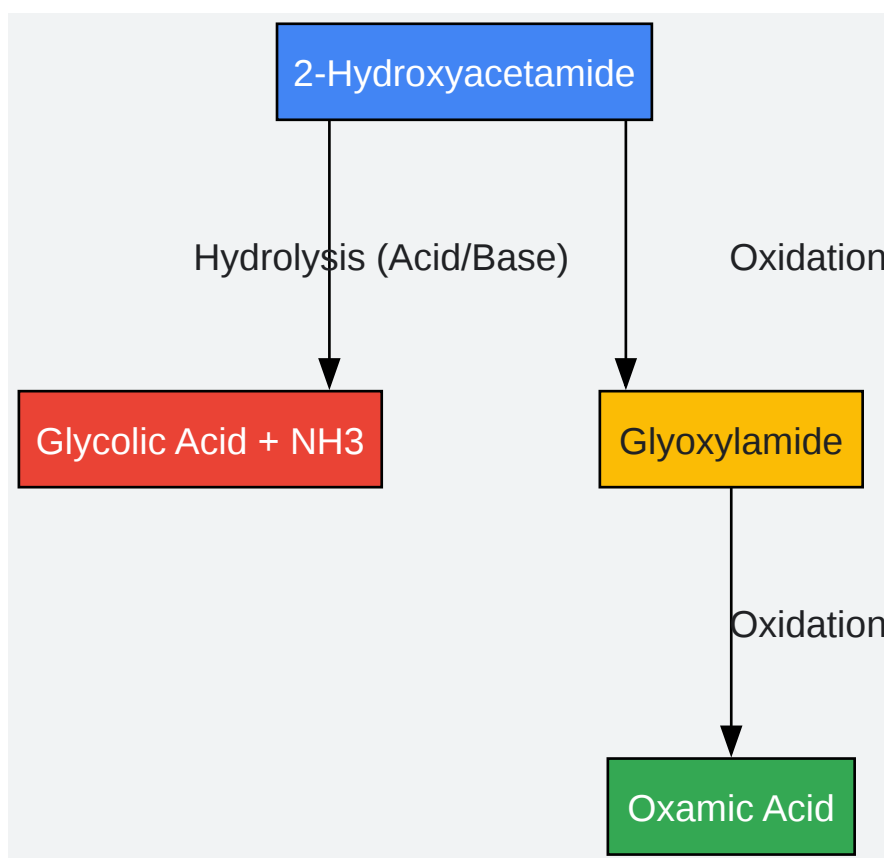 2-Hydroxyacetamide
Hydrolysis (Acid/Base)
Oxidation
Glycolic Acid + NH3
Glyoxylamide
Oxidation
Oxamic Acid